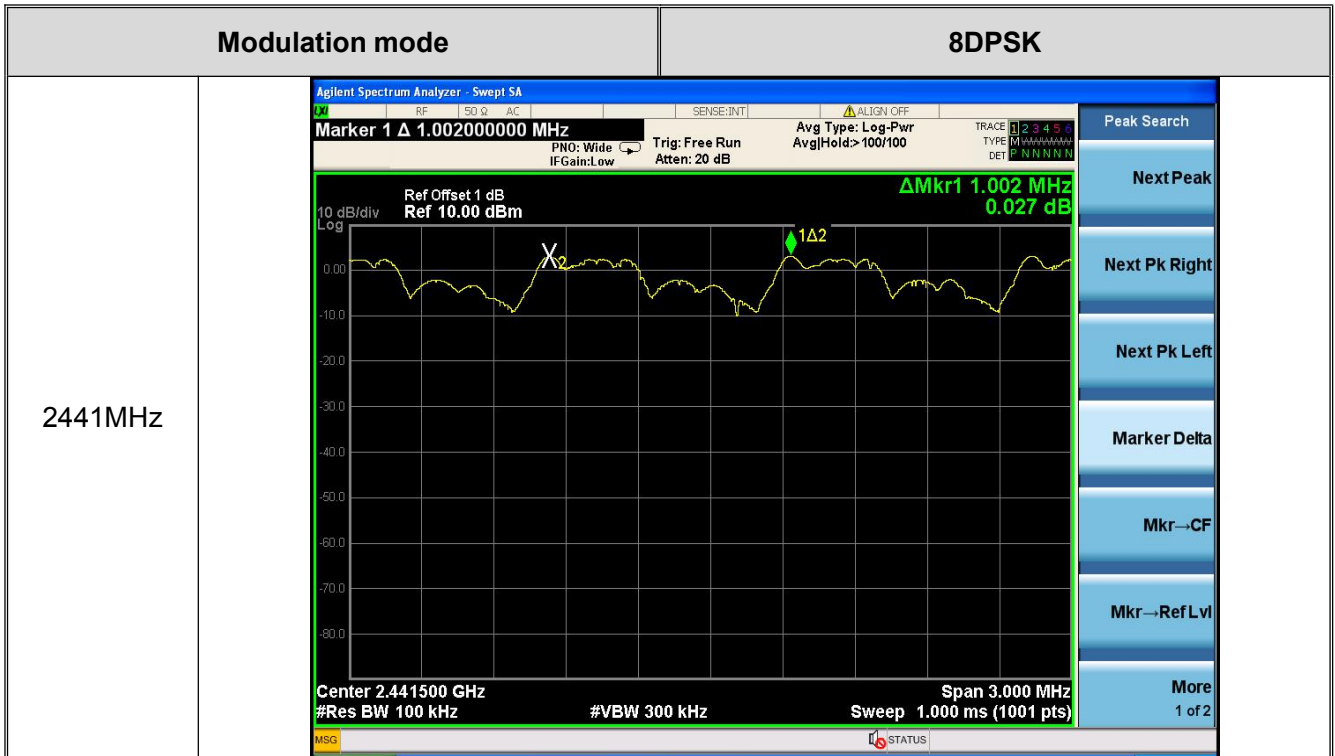 Modulation mode 8DPSK
2441MHz
Agilent Spectrum Analyzer - Swept SA
LXI RF 50 Ω AC SENSE:INT ALIGN OFF
Marker 1 Δ 1.002000000 MHz
PNO: Wide
IFGain:Low
Trig: Free Run
Atten: 20 dB
Avg Type: Log-Pwr
Avg|Hold:>100/100
TRACE 1 2 3 4 5 6
TYPE M
DET P N N N N N
ΔMkr1 1.002 MHz
0.027 dB
Ref Offset 1 dB
10 dB/div Ref 10.00 dBm
Log
1Δ2
X2
0.00
-10.0
-20.0
-30.0
-40.0
-50.0
-60.0
-70.0
-80.0
Center 2.441500 GHz Span 3.000 MHz
#Res BW 100 kHz #VBW 300 kHz Sweep 1.000 ms (1001 pts)
MSG STATUS
Peak Search
Next Peak
Next Pk Right
Next Pk Left
Marker Delta
Mkr→CF
Mkr→Ref Lvl
More
1 of 2